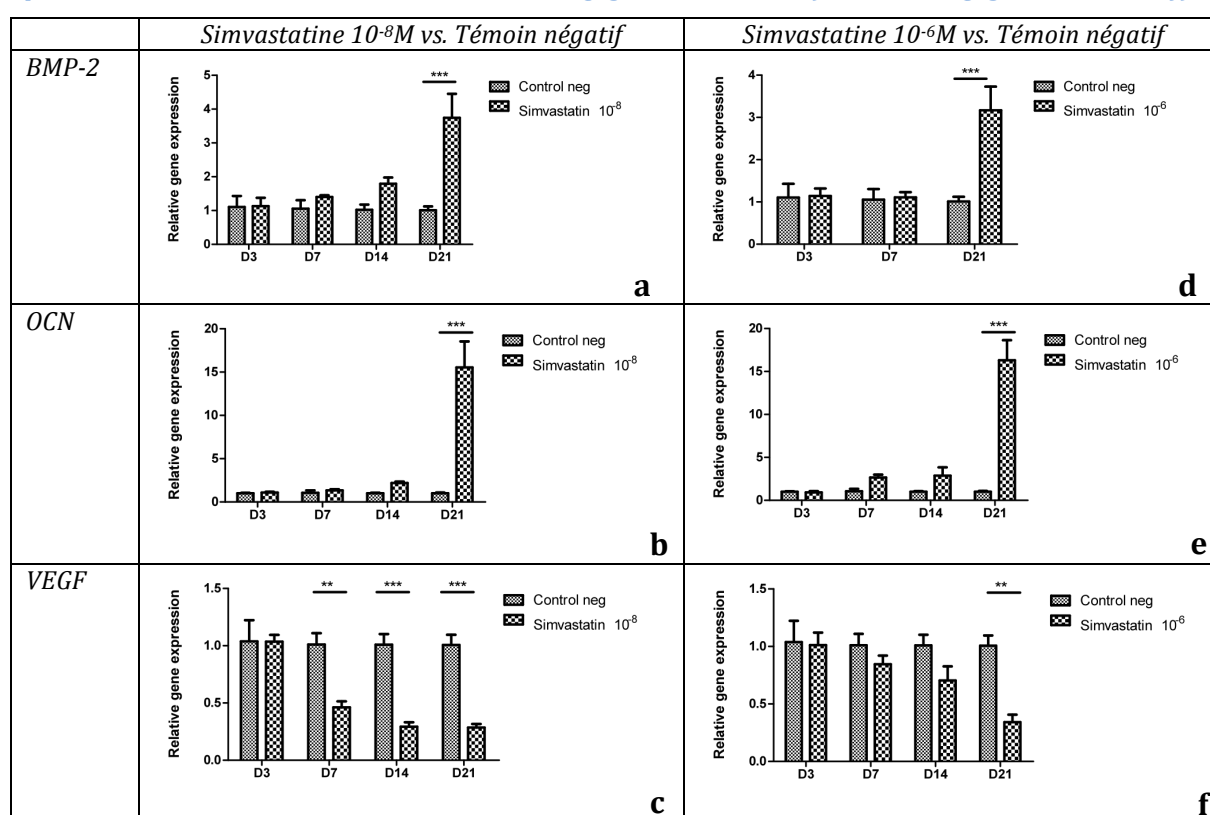 Simvastatine 10-8M vs. Témoin négatif
Simvastatine 10-6M vs. Témoin négatif
BMP-2
Relative gene expression
5
4
3
2
1
0
D3 D7 D14 D21
***
Control neg
Simvastatin 10-8
a
Relative gene expression
4
3
2
1
0
D3 D7 D21
***
Control neg
Simvastatin 10-6
d
OCN
Relative gene expression
20
15
10
5
0
D3 D7 D14 D21
***
Control neg
Simvastatin 10-8
b
Relative gene expression
20
15
10
5
0
D3 D7 D14 D21
***
Control neg
Simvastatin 10-6
e
VEGF
Relative gene expression
1.5
1.0
0.5
0.0
D3 D7 D14 D21
** *** ***
Control neg
Simvastatin 10-8
c
Relative gene expression
1.5
1.0
0.5
0.0
D3 D7 D14 D21
**
Control neg
Simvastatin 10-6
f